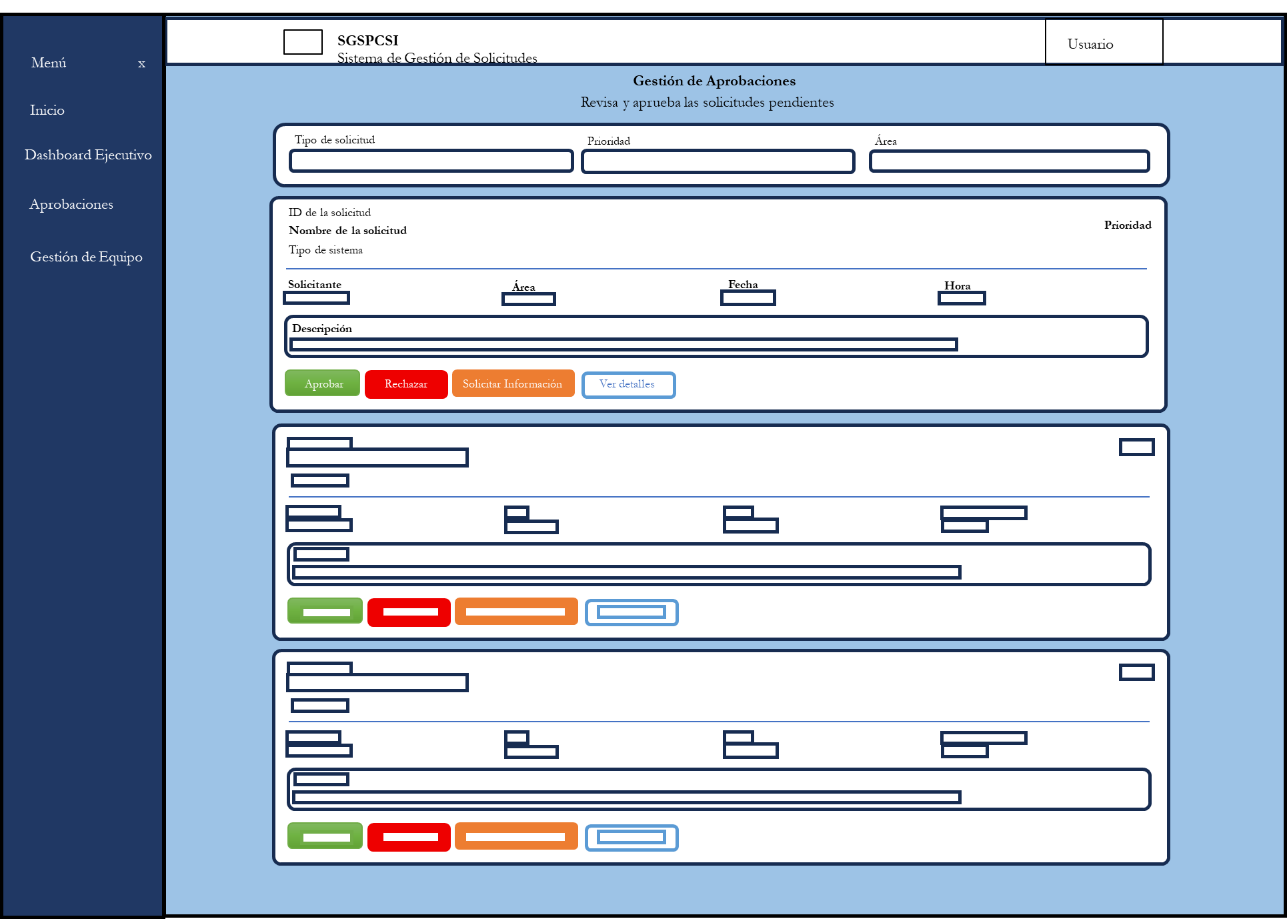 SGSPCSI
Sistema de Gestión de Solicitudes
Usuario
Menú x
Inicio
Dashboard Ejecutivo
Aprobaciones
Gestión de Equipo
Gestión de Aprobaciones
Revisa y aprueba las solicitudes pendientes
Tipo de solicitud Prioridad Área
ID de la solicitud
Nombre de la solicitud
Tipo de sistema
Prioridad
Solicitante Área Fecha Hora
Descripción
Aprobar Rechazar Solicitar Información Ver detalles